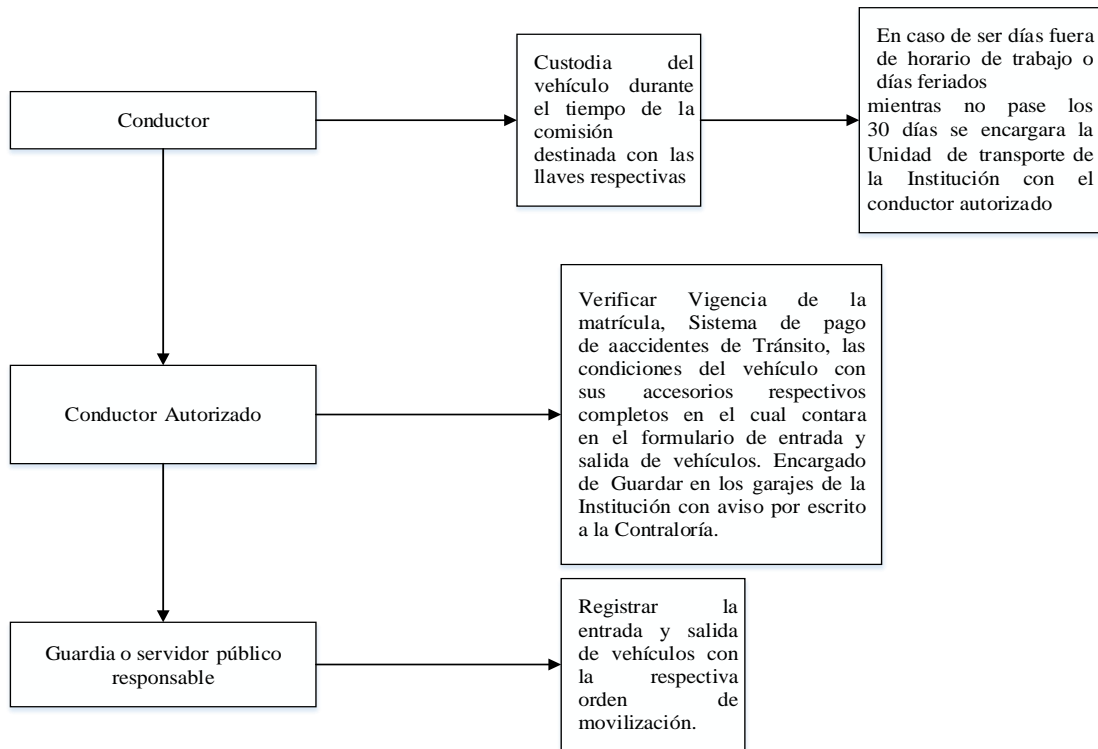 Conductor
Custodia del
vehículo durante
el tiempo de la
comisión
destinada con las
llaves respectivas
En caso de ser días fuera
de horario de trabajo o
días feriados
mientras no pase los
30 días se encargara la
Unidad de transporte de
la Institución con el
conductor autorizado
Conductor Autorizado
Verificar Vigencia de la
matrícula, Sistema de pago
de aaccidentes de Tránsito, las
condiciones del vehículo con
sus accesorios respectivos
completos en el cual contara
en el formulario de entrada y
salida de vehículos. Encargado
de Guardar en los garajes de la
Institución con aviso por escrito
a la Contraloría.
Guardia o servidor público
responsable
Registrar la
entrada y salida
de vehículos con
la respectiva
orden de
movilización.